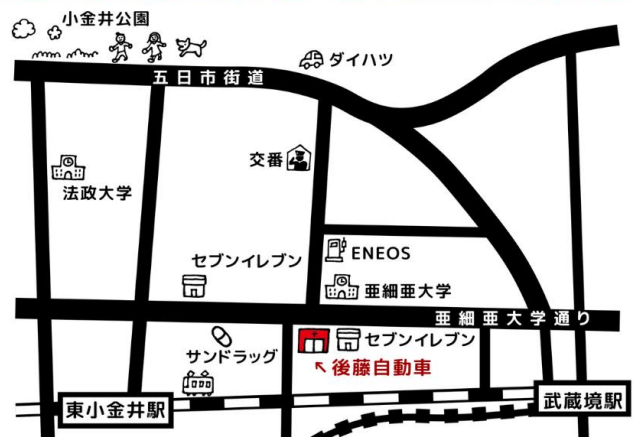 小金井公園
ダイハツ
五日市街道
交番
法政大学
ENEOS
セブンイレブン
亜細亜大学
亜細亜大学通り
サンドラッグ
セブンイレブン
後藤自動車
東小金井駅
武蔵境駅